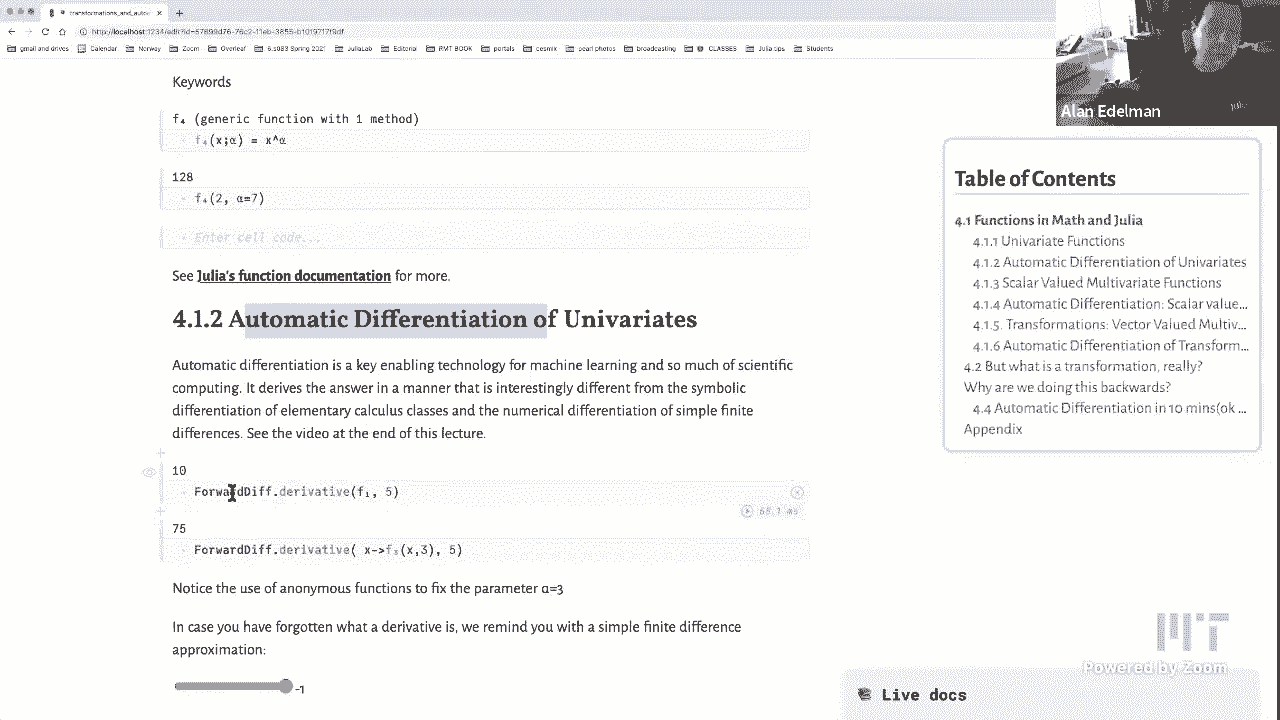 transformations_and_autod
http://localhost:1234/edit?id=
gmail and drives Calendar Norway Zoom Overleaf 6.s083 Spring 2021 JuliaLab Editorial RMT BOOK portals cesmix pearl photos broadcasting CLASSES Julia tips Students
Alan Edelman
Keywords
f₄ (generic function with 1 method)
f₄(x;α) = x^α
128
f₄(2, α=7)
Enter cell code...
See Julia's function documentation for more.
4.1.2 Automatic Differentiation of Univariates
Automatic differentiation is a key enabling technology for machine learning and so much of scientific
computing. It derives the answer in a manner that is interestingly different from the symbolic
differentiation of elementary calculus classes and the numerical differentiation of simple finite
differences. See the video at the end of this lecture.
10
ForwardDiff.derivative(f₁, 5)
75
ForwardDiff.derivative( x->f₃(x,3), 5)
Notice the use of anonymous functions to fix the parameter α=3
In case you have forgotten what a derivative is, we remind you with a simple finite difference
approximation:
-1
Table of Contents
4.1 Functions in Math and Julia
4.1.1 Univariate Functions
4.1.2 Automatic Differentiation of Univariates
4.1.3 Scalar Valued Multivariate Functions
4.1.4 Automatic Differentiation: Scalar value...
4.1.5. Transformations: Vector Valued Multiv...
4.1.6 Automatic Differentiation of Transform...
4.2 But what is a transformation, really?
Why are we doing this backwards?
4.4 Automatic Differentiation in 10 mins(ok ...
Appendix
MIT
Powered by Zoom
Live docs